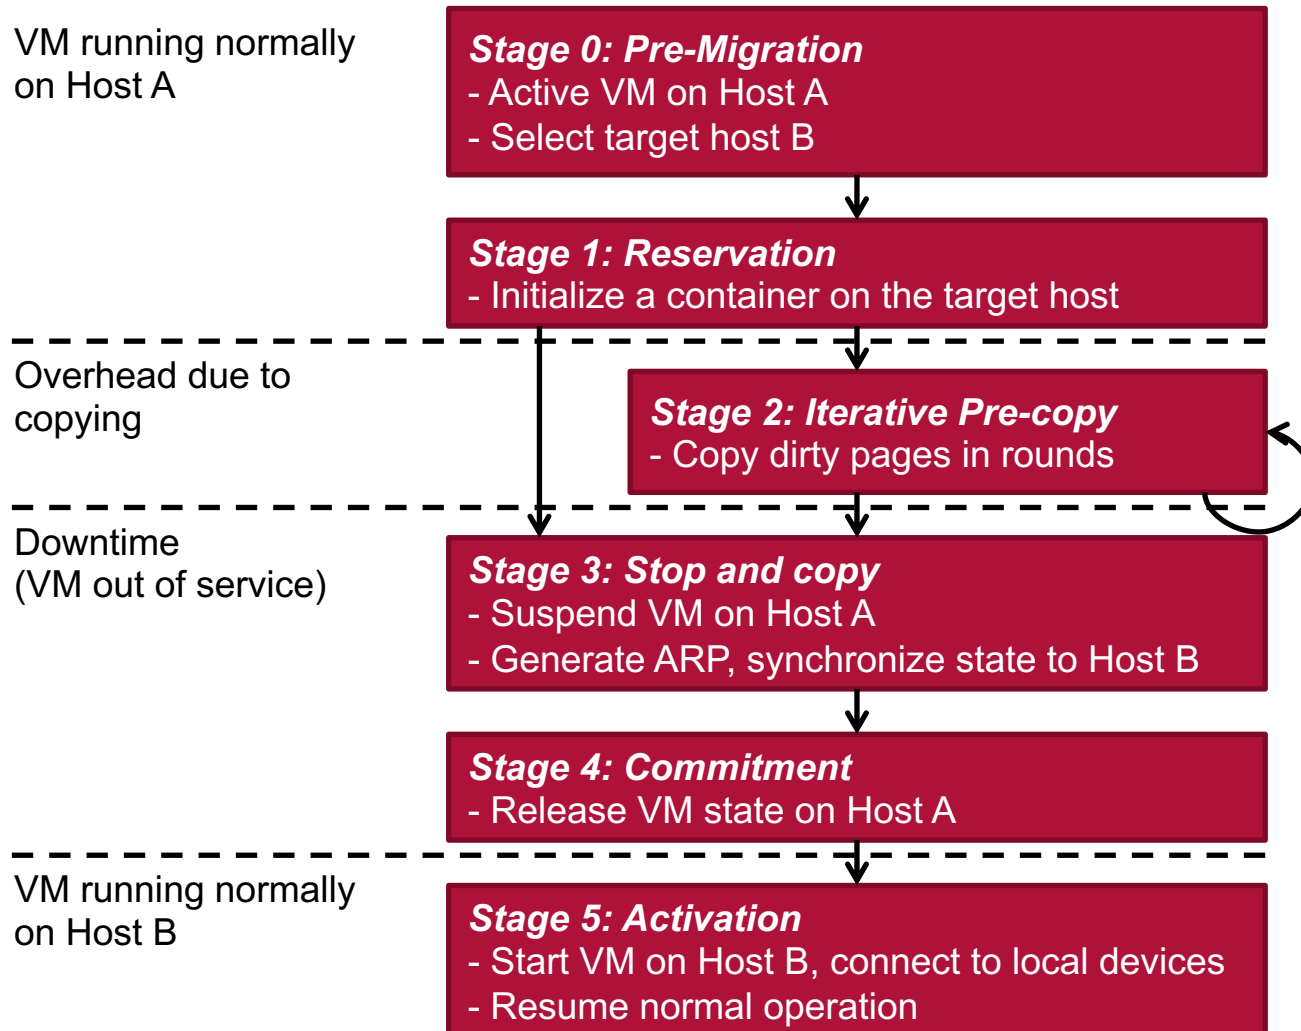 VM running normally
on Host A
Stage 0: Pre-Migration
- Active VM on Host A
- Select target host B
Stage 1: Reservation
- Initialize a container on the target host
Overhead due to
copying
Stage 2: Iterative Pre-copy
- Copy dirty pages in rounds
Downtime
(VM out of service)
Stage 3: Stop and copy
- Suspend VM on Host A
- Generate ARP, synchronize state to Host B
Stage 4: Commitment
- Release VM state on Host A
VM running normally
on Host B
Stage 5: Activation
- Start VM on Host B, connect to local devices
- Resume normal operation